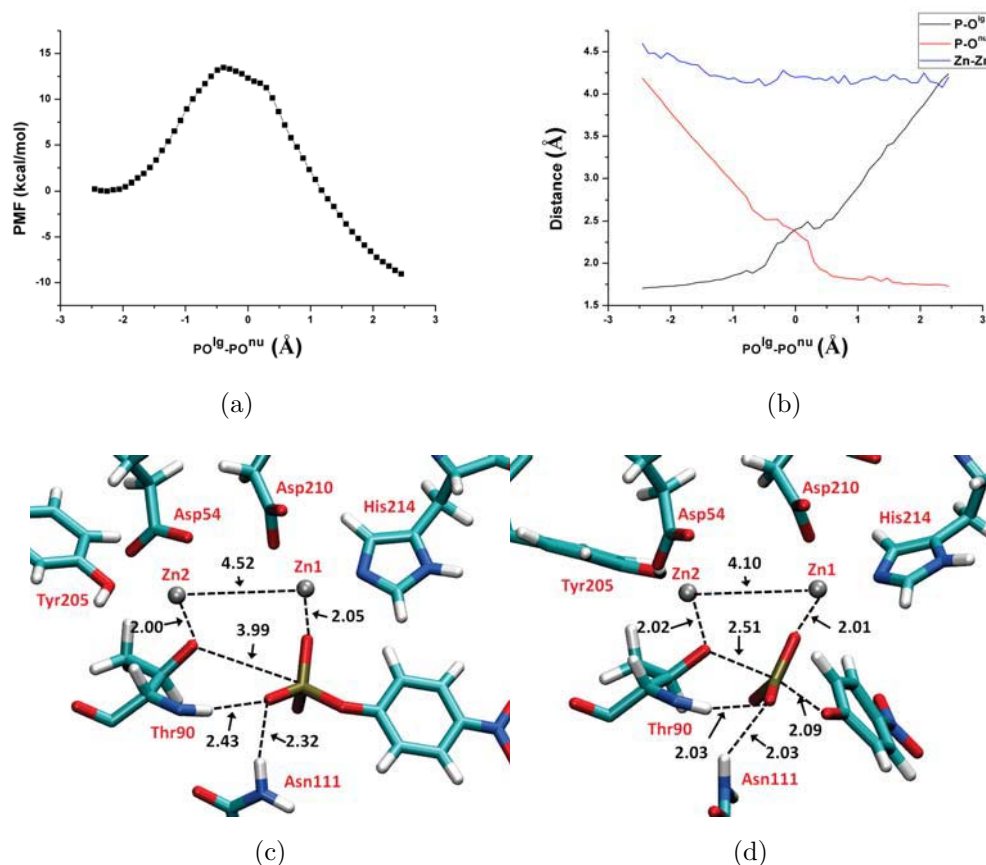 15
10
5
0
-5
-10
PMF (kcal/mol)
-3 -2 -1 0 1 2 3
PO^lg-PO^nu (Å)
(a)
P-O^lg
P-O^nu
Zn-Zn
4.5
4.0
3.5
3.0
2.5
2.0
1.5
Distance (Å)
-3 -2 -1 0 1 2 3
PO^lg-PO^nu (Å)
(b)
Asp210
Asp54
His214
4.52
Zn2
Zn1
Tyr205
2.00
2.05
3.99
Thr90
2.43
2.32
Asn111
(c)
Asp210
Asp54
His214
4.10
Zn2
Zn1
Tyr205
2.02
2.51
2.01
Thr90
2.03
2.03
2.09
Asn111
(d)